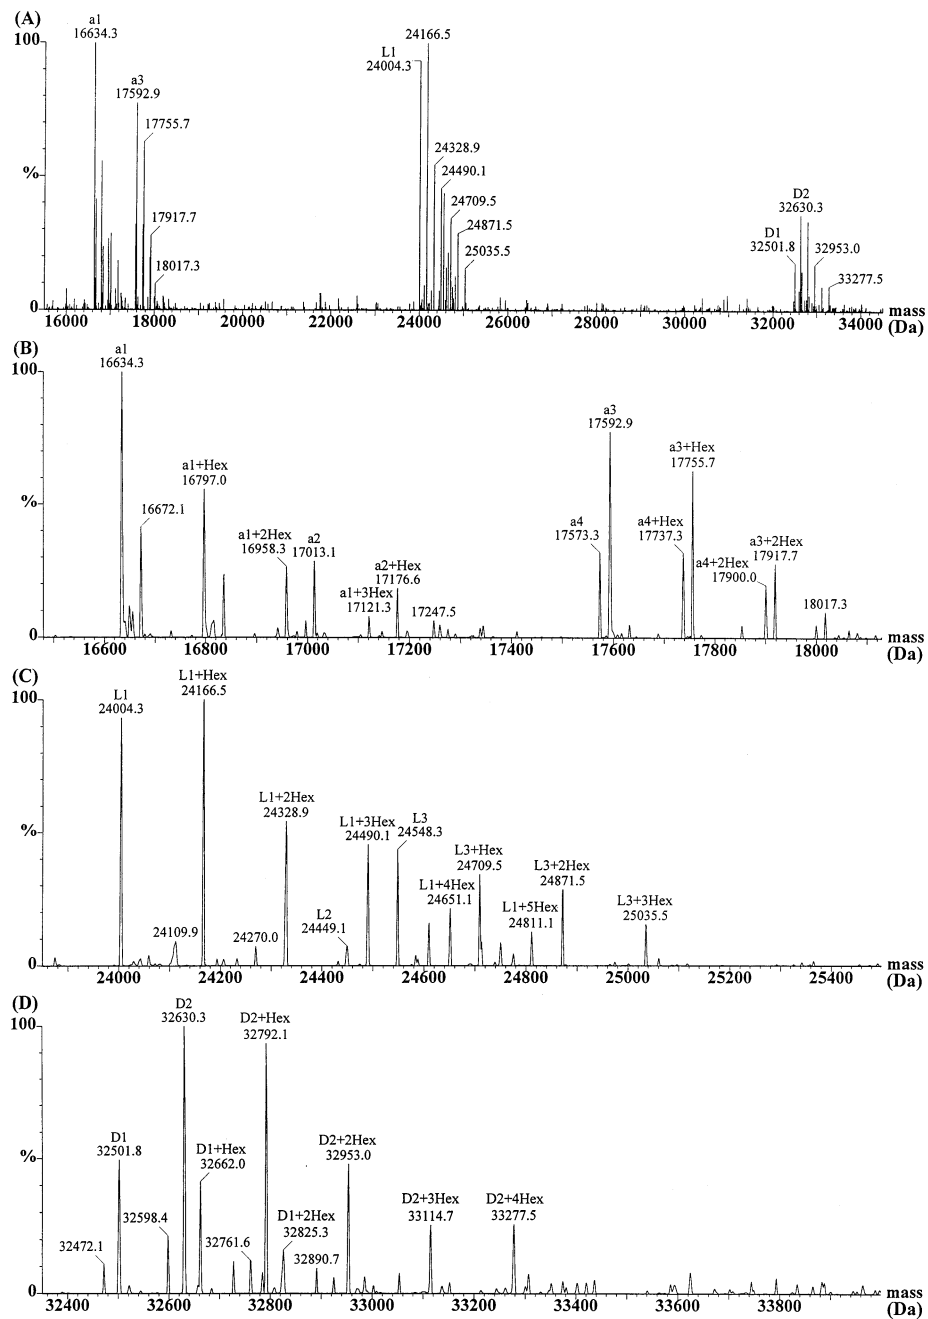 (A)
a1
16634.3
100
a3
17592.9
17755.7
%
17917.7
18017.3
0
L1
24004.3
24166.5
24328.9
24490.1
24709.5
24871.5
25035.5
D2
32630.3
D1
32501.8
32953.0
33277.5
16000 18000 20000 22000 24000 26000 28000 30000 32000 34000
mass
(Da)
(B)
a1
16634.3
100
a1+Hex
16797.0
%
16672.1
a1+2Hex
16958.3
a2
17013.1
a2+Hex
17176.6
a1+3Hex
17121.3
17247.5
a3
17592.9
a3+Hex
17755.7
a4
17573.3
a4+Hex
17737.3
a3+2Hex
17917.7
a4+2Hex
17900.0
18017.3
0
16600 16800 17000 17200 17400 17600 17800 18000
mass
(Da)
(C)
L1
24004.3
L1+Hex
24166.5
100
L1+2Hex
24328.9
%
L1+3Hex
24490.1
L3
24548.3
L3+Hex
24709.5
L1+4Hex
24651.1
L3+2Hex
24871.5
L1+5Hex
24811.1
L3+3Hex
25035.5
L2
24449.1
24109.9
24270.0
0
24000 24200 24400 24600 24800 25000 25200 25400
mass
(Da)
(D)
D2
32630.3
D2+Hex
32792.1
100
D1
32501.8
%
D1+Hex
32662.0
D2+2Hex
32953.0
32598.4
D1+2Hex
32825.3
D2+3Hex
33114.7
D2+4Hex
33277.5
32472.1
32761.6
32890.7
0
32400 32600 32800 33000 33200 33400 33600 33800
mass
(Da)